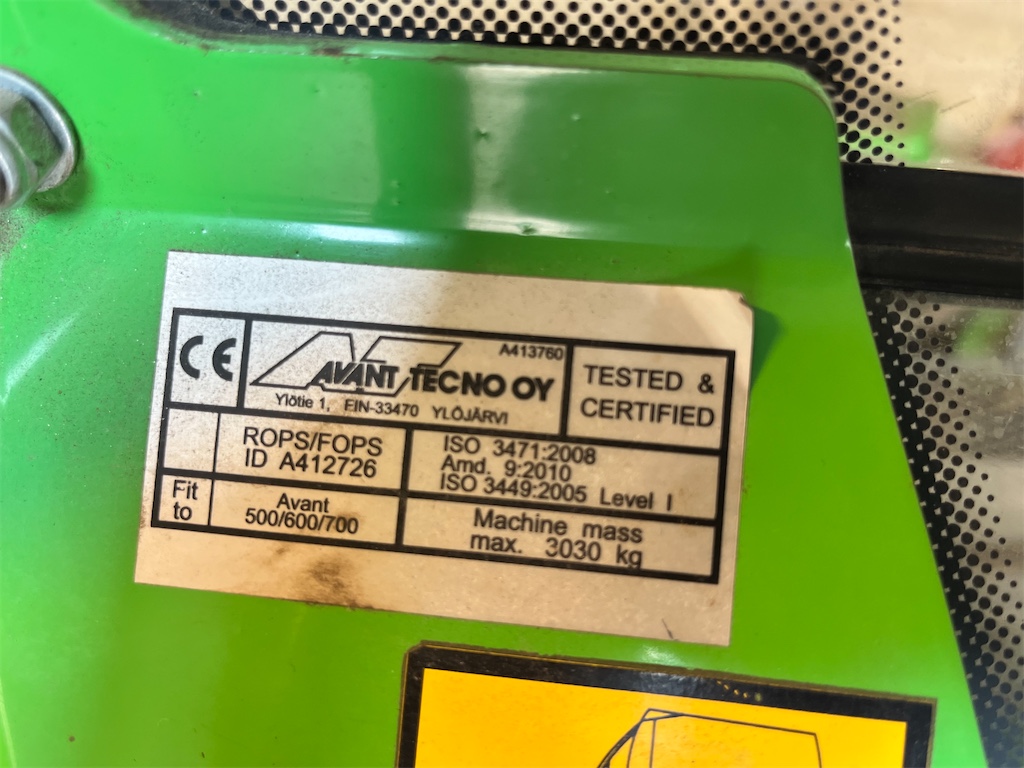 CE
A413760
AVANT TECNO OY
Ylötie 1, FIN-33470 YLÖJÄRVI
TESTED &
CERTIFIED
ROPS/FOPS
ID A412726
ISO 3471:2008
Amd. 9:2010
ISO 3449:2005 Level I
Fit
to
Avant
500/600/700
Machine mass
max. 3030 kg